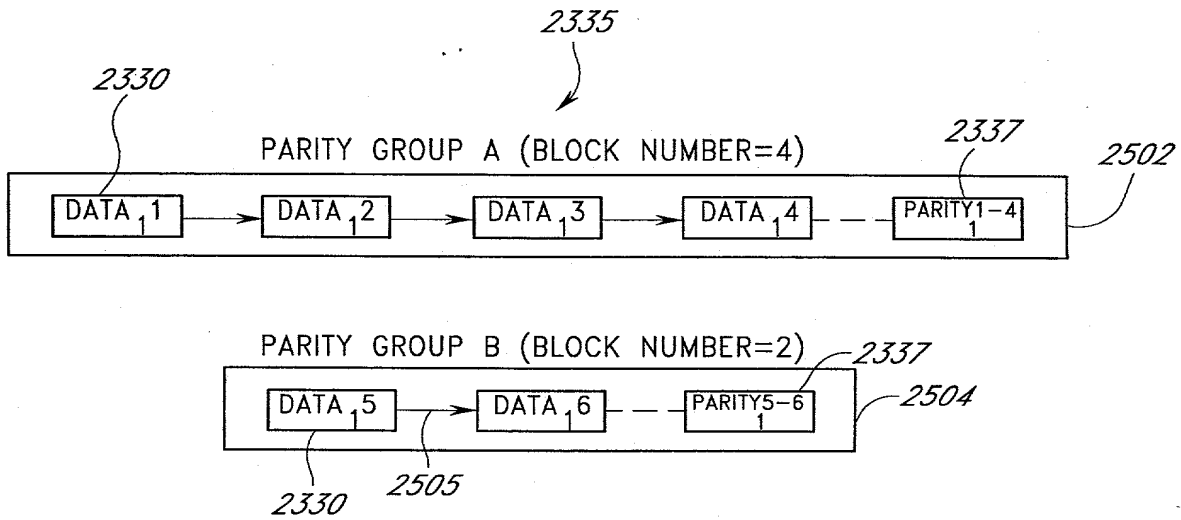 2335
2330
PARITY GROUP A (BLOCK NUMBER=4)
2337
2502
DATA 1 1
DATA 1 2
DATA 1 3
DATA 1 4
PARITY1-4
1
PARITY GROUP B (BLOCK NUMBER=2)
2337
DATA 1 5
DATA 1 6
PARITY5-6
1
2504
2330
2505